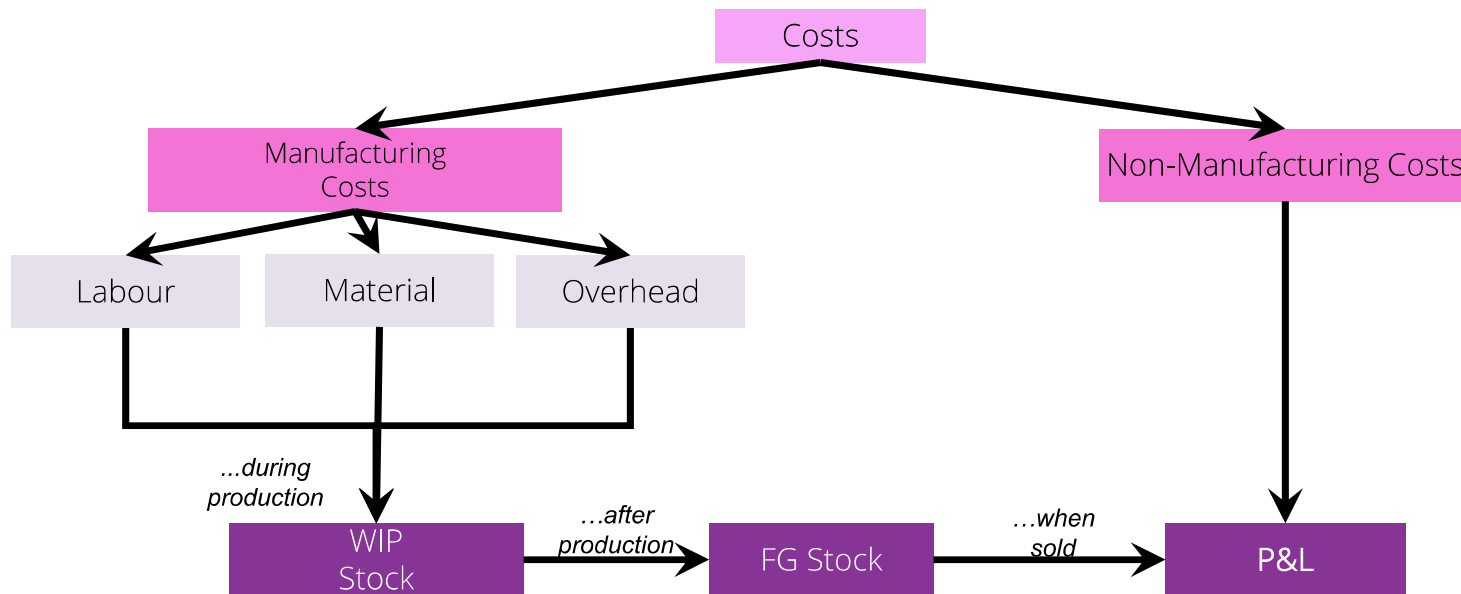 Costs
Manufacturing
Costs
Non-Manufacturing Costs
Labour
Material
Overhead
...during
production
WIP
Stock
…after
production
FG Stock
…when
sold
P&L